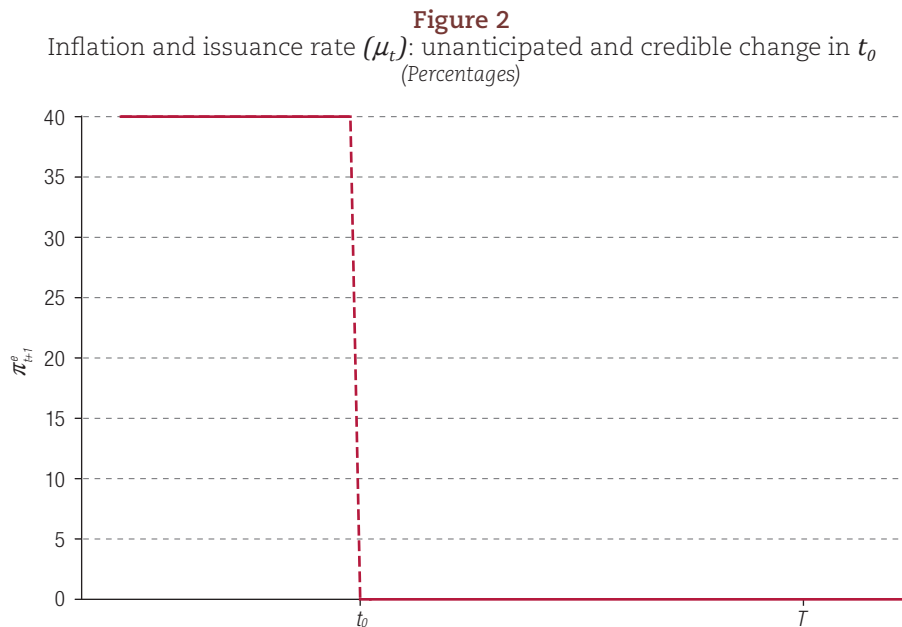 Figure 2
Inflation and issuance rate (μₜ): unanticipated and credible change in t₀
(Percentages)
40
35
30
25
20
15
10
5
0
πᵉₜ₊₁
t₀
T